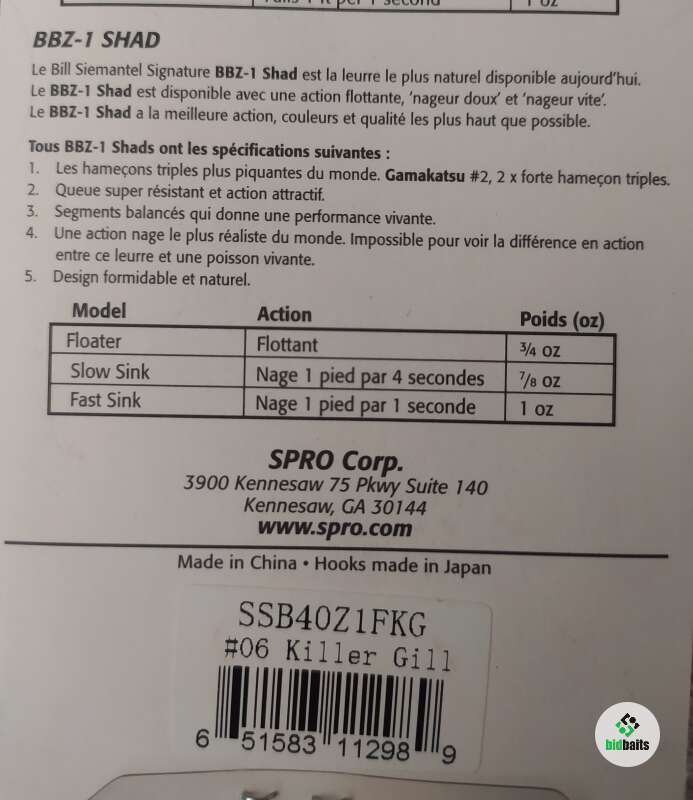 1 oz
BBZ-1 SHAD
Le Bill Siemantel Signature BBZ-1 Shad est la leurre le plus naturel disponible aujourd'hui.
Le BBZ-1 Shad est disponible avec une action flottante, 'nageur doux' et 'nageur vite'.
Le BBZ-1 Shad a la meilleure action, couleurs et qualité les plus haut que possible.
Tous BBZ-1 Shads ont les spécifications suivantes :
1. Les hameçons triples plus piquantes du monde. Gamakatsu #2, 2 x forte hameçon triples.
2. Queue super résistant et action attractif.
3. Segments balancés qui donne une performance vivante.
4. Une action nage le plus réaliste du monde. Impossible pour voir la différence en action
entre ce leurre et une poisson vivante.
5. Design formidable et naturel.
Model Action Poids (oz)
Floater Flottant 3/4 oz
Slow Sink Nage 1 pied par 4 secondes 7/8 oz
Fast Sink Nage 1 pied par 1 seconde 1 oz
SPRO Corp.
3900 Kennesaw 75 Pkwy Suite 140
Kennesaw, GA 30144
www.spro.com
Made in China • Hooks made in Japan
SSB40Z1FKG
#06 Killer Gill
6 51583 11298 9
bidbaits